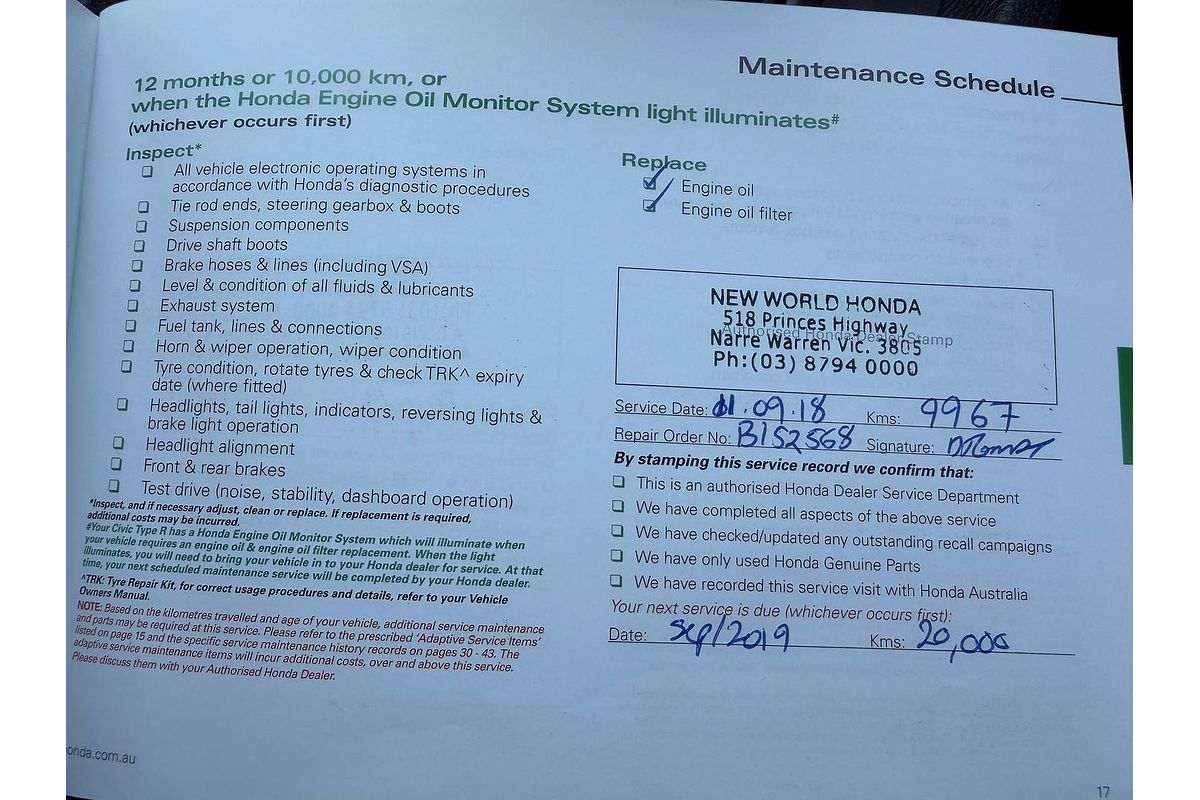 Maintenance Schedule
12 months or 10,000 km, or
when the Honda Engine Oil Monitor System light illuminates#
(whichever occurs first)
Inspect*
All vehicle electronic operating systems in
accordance with Honda's diagnostic procedures
Tie rod ends, steering gearbox & boots
Suspension components
Drive shaft boots
Brake hoses & lines (including VSA)
Level & condition of all fluids & lubricants
Exhaust system
Fuel tank, lines & connections
Horn & wiper operation, wiper condition
Tyre condition, rotate tyres & check TRK^ expiry
date (where fitted)
Headlights, tail lights, indicators, reversing lights &
brake light operation
Headlight alignment
Front & rear brakes
Test drive (noise, stability, dashboard operation)
*Inspect, and if necessary adjust, clean or replace. If replacement is required,
additional costs may be incurred.
#Your Civic Type R has a Honda Engine Oil Monitor System which will illuminate when
your vehicle requires an engine oil & engine oil filter replacement. When the light
illuminates, you will need to bring your vehicle in to your Honda dealer for service. At that
time, your next scheduled maintenance service will be completed by your Honda dealer.
^TRK: Tyre Repair Kit, for correct usage procedures and details, refer to your Vehicle
Owners Manual.
NOTE: Based on the kilometres travelled and age of your vehicle, additional service maintenance
and parts may be required at this service. Please refer to the prescribed 'Adaptive Service Items'
listed on page 15 and the specific service maintenance history records on pages 30 - 43. The
adaptive service maintenance items will incur additional costs, over and above this service.
Please discuss them with your Authorised Honda Dealer.
onda.com.au
Replace
Engine oil
Engine oil filter
NEW WORLD HONDA
518 Princes Highway
Authorised Honda Dealer Stamp
Narre Warren Vic. 3805
Ph:(03) 8794 0000
Service Date: 11.09.18 Kms: 9967
Repair Order No: B152568 Signature:
By stamping this service record we confirm that:
This is an authorised Honda Dealer Service Department
We have completed all aspects of the above service
We have checked/updated any outstanding recall campaigns
We have only used Honda Genuine Parts
We have recorded this service visit with Honda Australia
Your next service is due (whichever occurs first):
Date: Sep/2019 Kms: 20,000
17